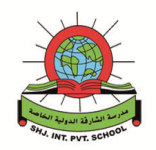 مدرسة الشارقة الدولية الخاصة
SHJ. INT. PVT. SCHOOL